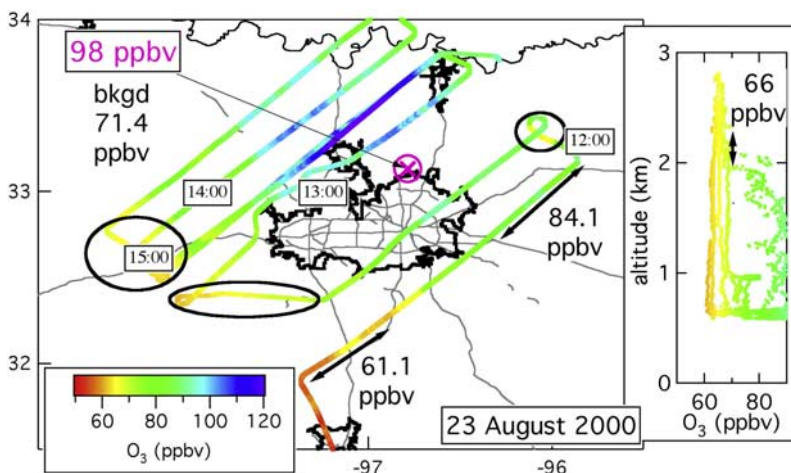 34
33
32
98 ppbv
bkgd
71.4
ppbv
12:00
14:00
13:00
15:00
84.1
ppbv
61.1
ppbv
50 80 100 120
O3 (ppbv)
23 August 2000
-97 -96
3
2
1
0
altitude (km)
66
ppbv
60 80
O3 (ppbv)